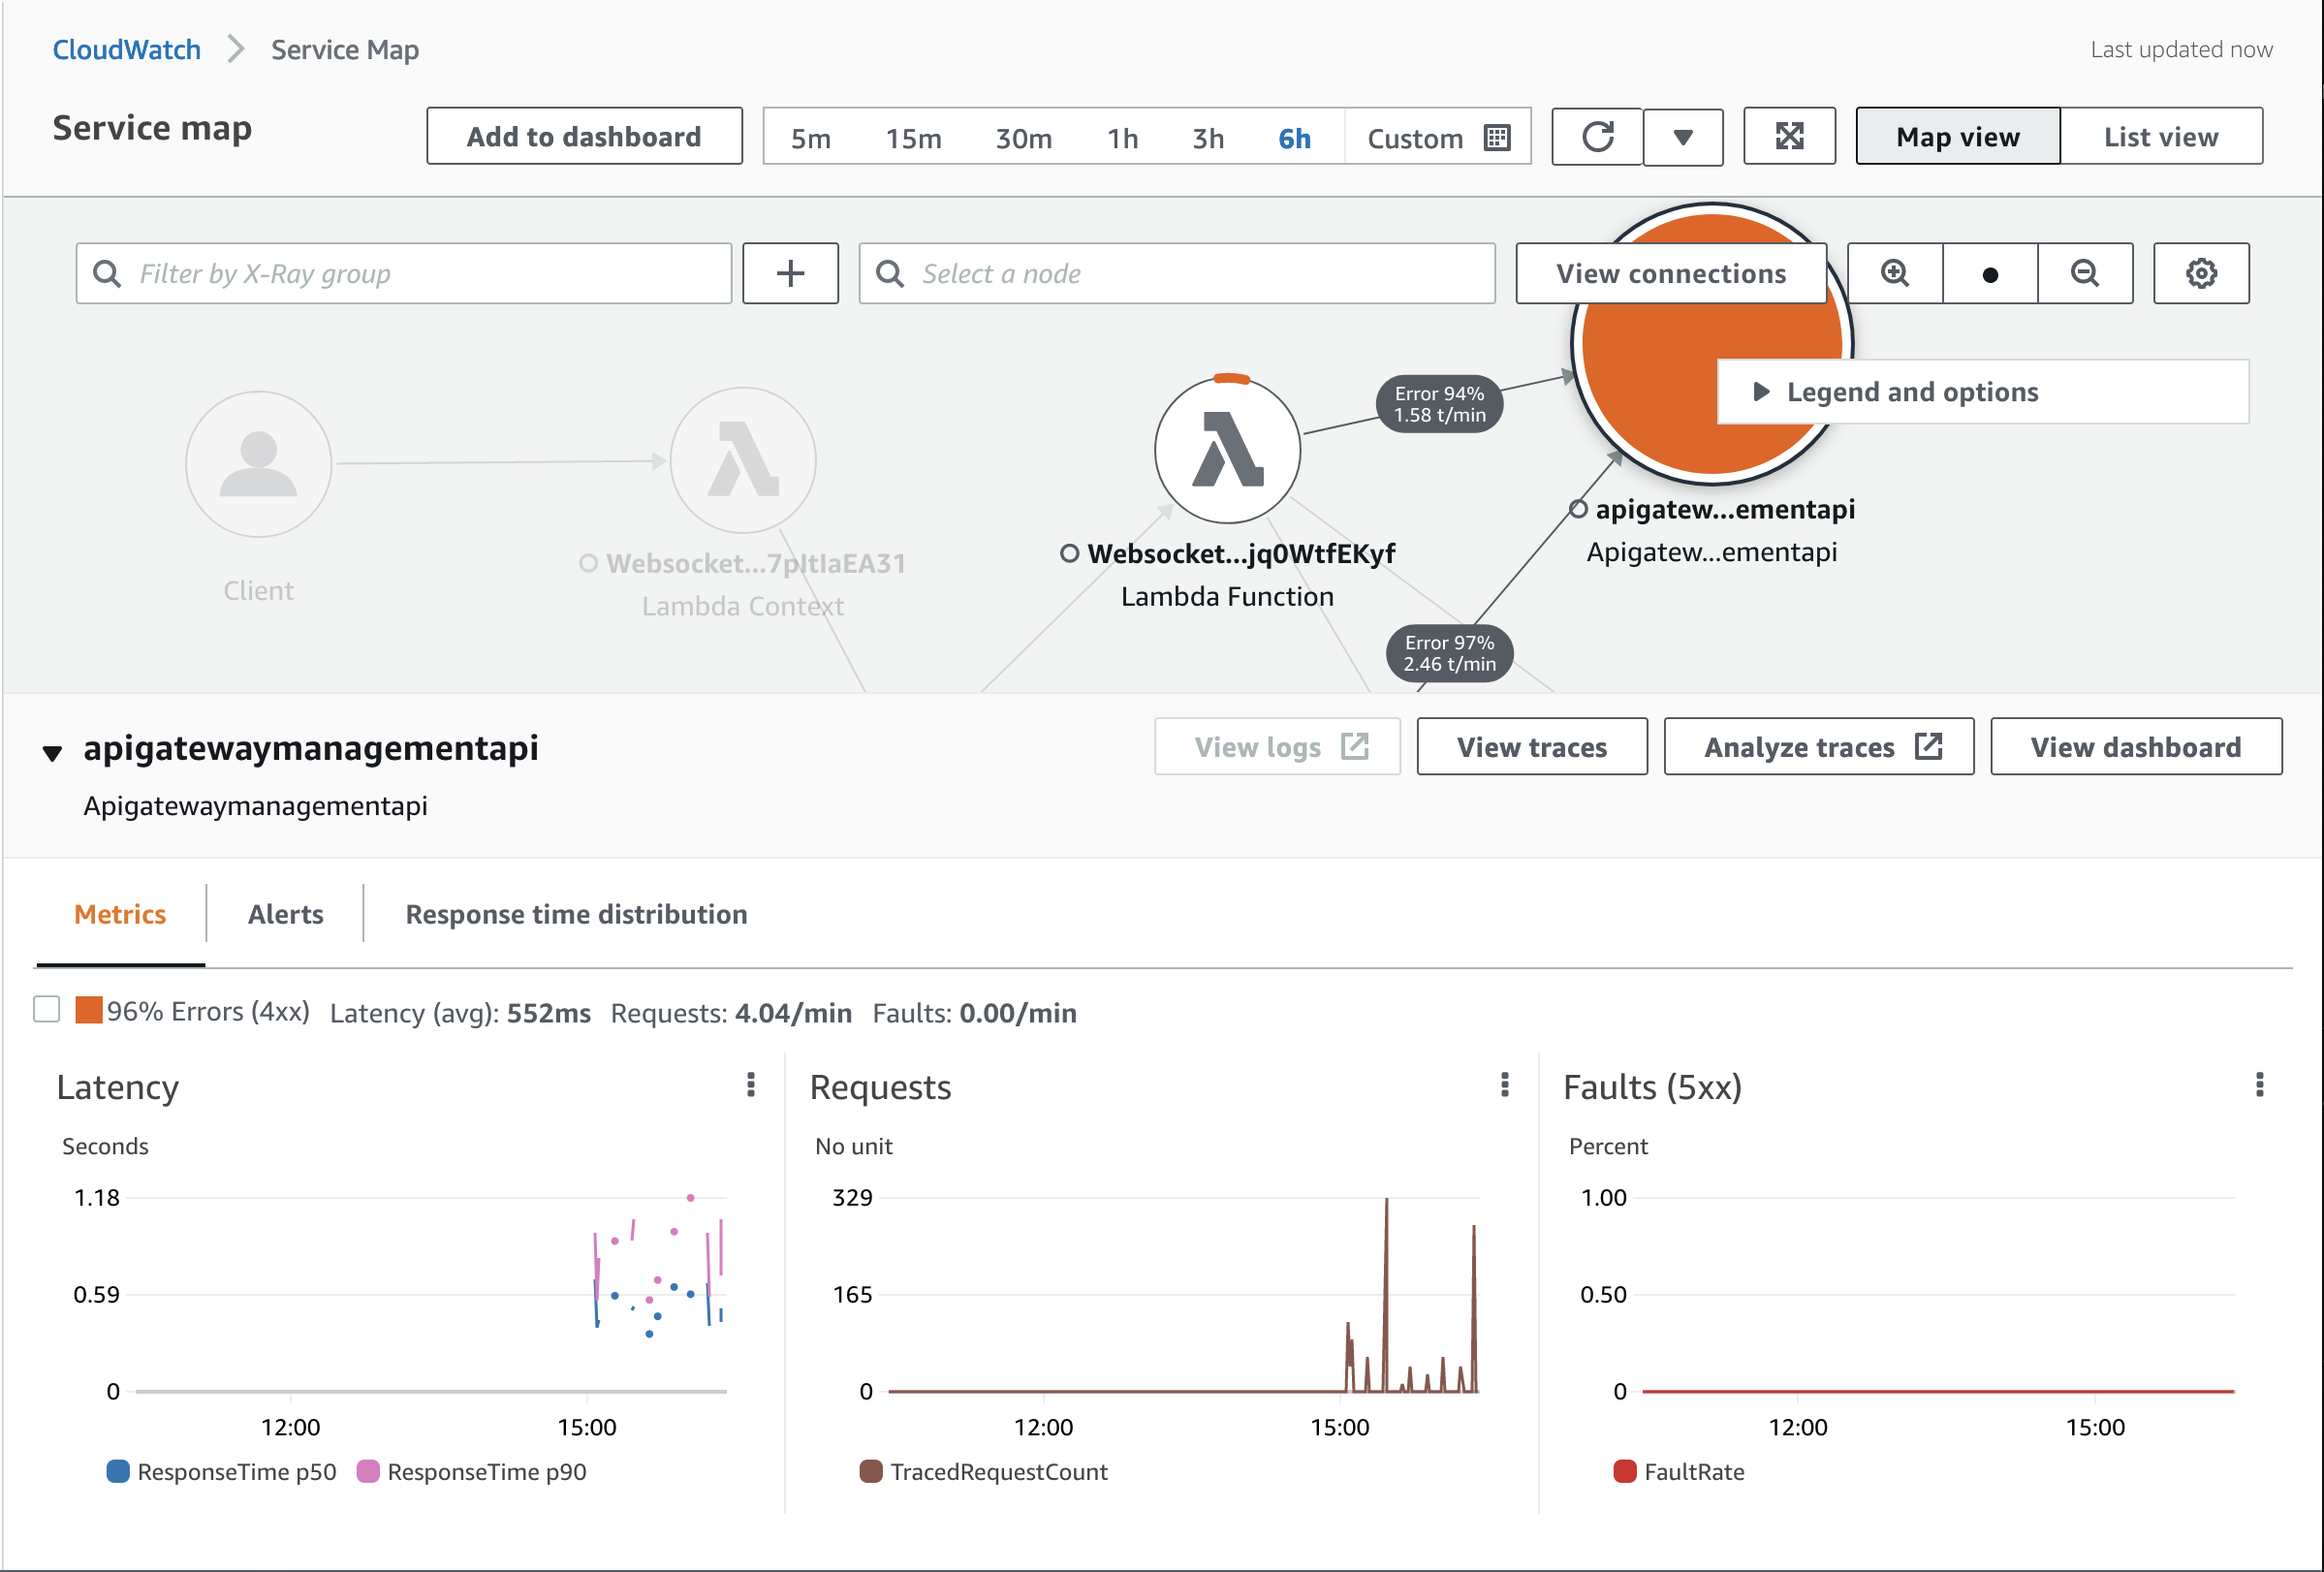 CloudWatch
Service Map
Last updated now
Service map
Add to dashboard
5m 15m 30m 1h 3h 6h Custom
Map view
List view
Filter by X-Ray group
Select a node
View connections
Legend and options
Error 94%
1.58 t/min
apigatew...ementapi
Apigatew...ementapi
Websocket...7pItIaEA31
Lambda Context
Client
Websocket...jq0WtfEKyf
Lambda Function
Error 97%
2.46 t/min
apigatewaymanagementapi
Apigatewaymanagementapi
View logs
View traces
Analyze traces
View dashboard
Metrics
Alerts
Response time distribution
96% Errors (4xx) Latency (avg): 552ms Requests: 4.04/min Faults: 0.00/min
Latency
Seconds
1.18
0.59
0
12:00 15:00
ResponseTime p50 ResponseTime p90
Requests
No unit
329
165
0
12:00 15:00
TracedRequestCount
Faults (5xx)
Percent
1.00
0.50
0
12:00 15:00
FaultRate